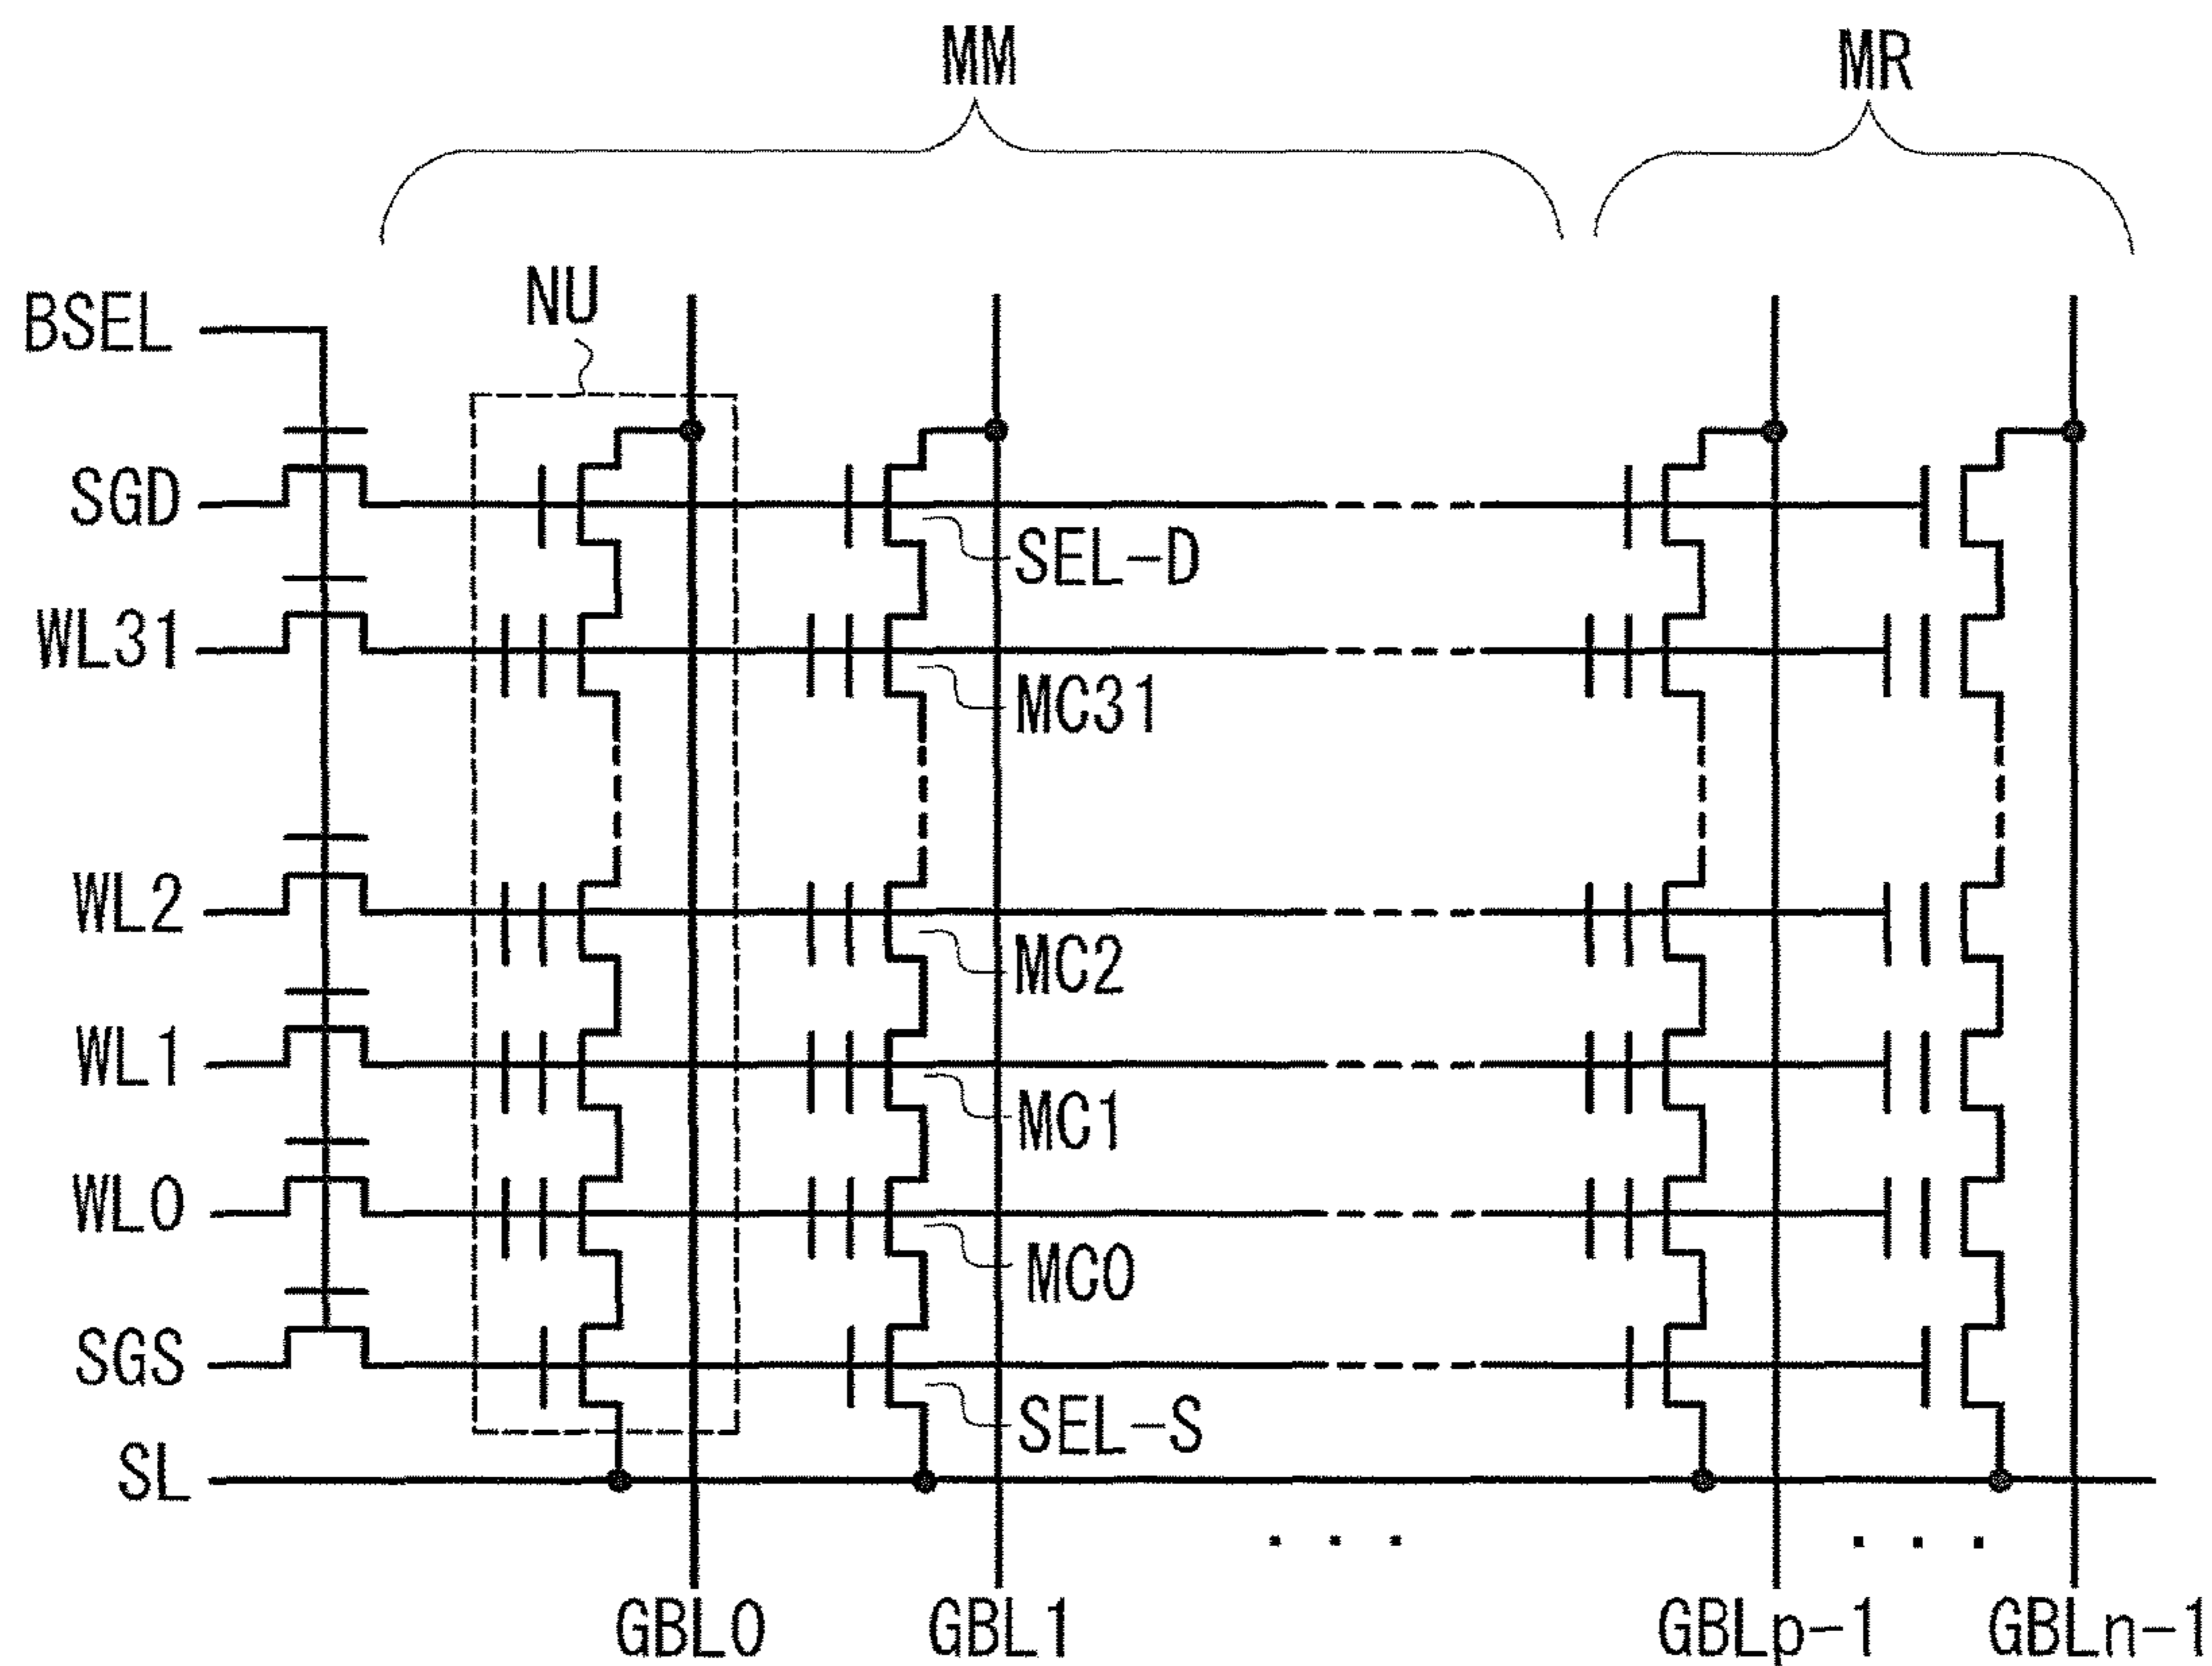 MM
MR
NU
BSEL
SGD
SEL-D
WL31
MC31
WL2
MC2
WL1
MC1
WL0
MC0
SGS
SEL-S
SL
. . .
. . .
GBL0
GBL1
GBLp-1
GBLn-1